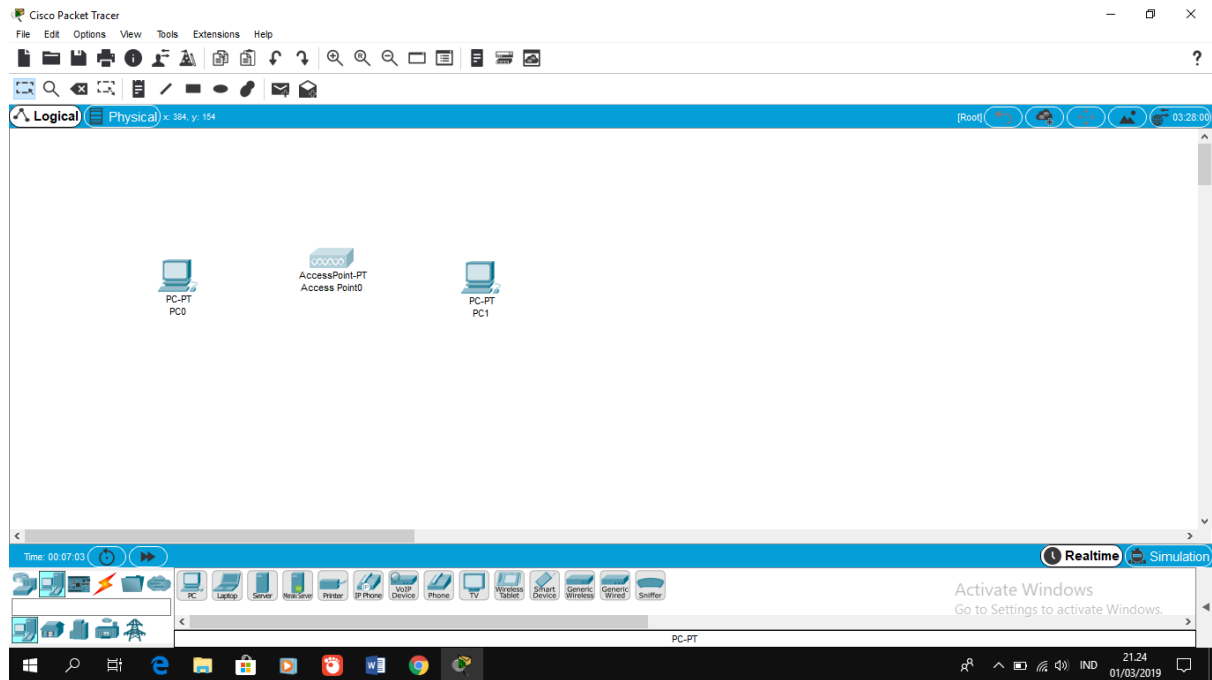 Cisco Packet Tracer
File Edit Options View Tools Extensions Help
?
Logical Physical x: 384, y: 154 [Root] 03:28:00
AccessPoint-PT
Access Point0
PC-PT
PC0
PC-PT
PC1
Time: 00:07:03 Realtime Simulation
PC Laptop Server Meraki Server Printer IP Phone VoIP Device Phone TV Wireless Tablet Smart Device Generic Wireless Generic Wired Sniffer
Activate Windows
Go to Settings to activate Windows.
PC-PT
IND
21.24
01/03/2019